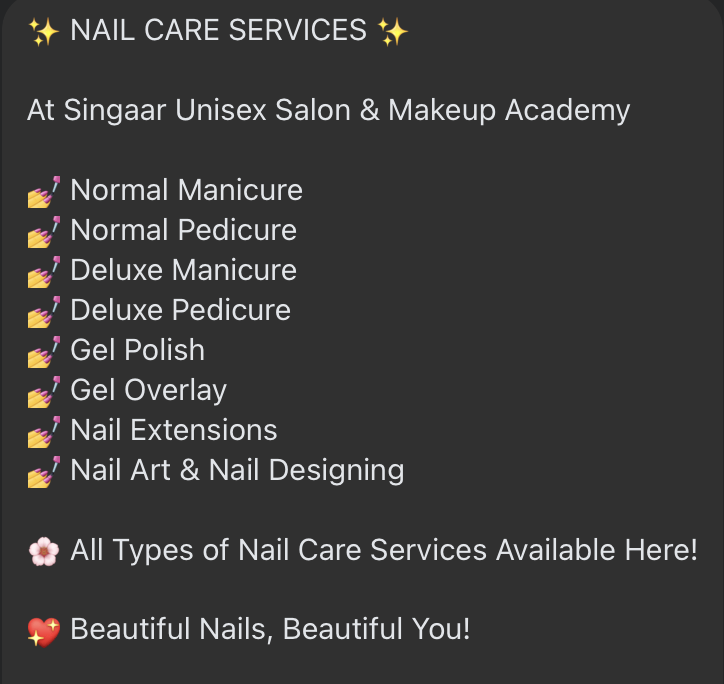 ✨ NAIL CARE SERVICES ✨
At Singaar Unisex Salon & Makeup Academy
💅 Normal Manicure
💅 Normal Pedicure
💅 Deluxe Manicure
💅 Deluxe Pedicure
💅 Gel Polish
💅 Gel Overlay
💅 Nail Extensions
💅 Nail Art & Nail Designing
🌸 All Types of Nail Care Services Available Here!
💖 Beautiful Nails, Beautiful You!